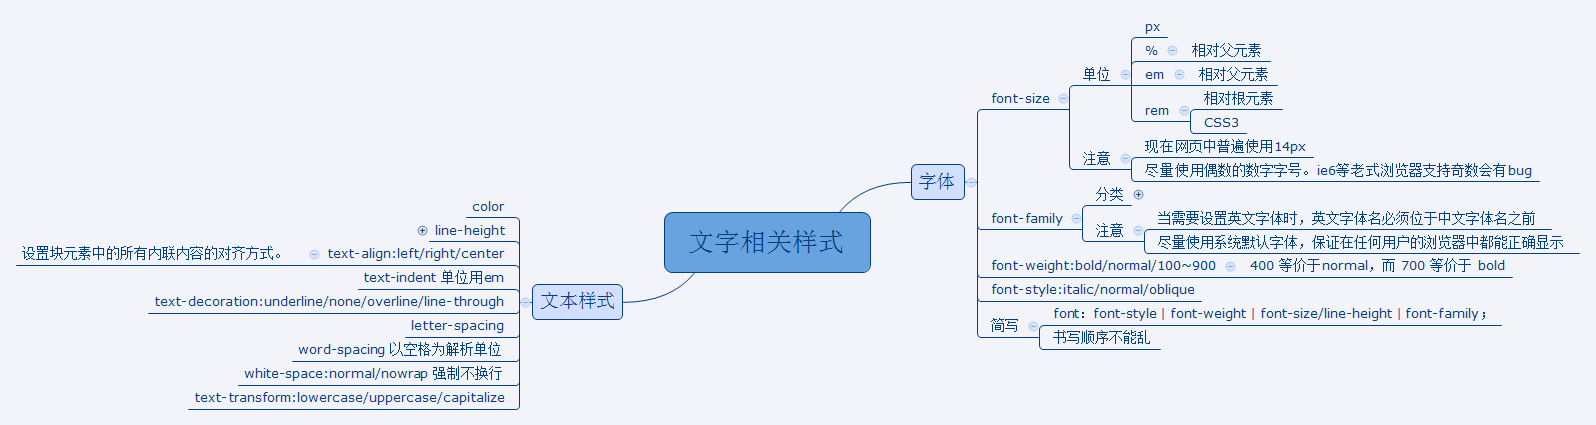 文字相关样式
字体
font-size
单位
px
%
相对父元素
em
相对父元素
rem
相对根元素
CSS3
注意
现在网页中普遍使用14px
尽量使用偶数的数字字号。ie6等老式浏览器支持奇数会有bug
font-family
分类
注意
当需要设置英文字体时，英文字体名必须位于中文字体名之前
尽量使用系统默认字体，保证在任何用户的浏览器中都能正确显示
font-weight:bold/normal/100~900
400 等价于normal，而 700 等价于 bold
font-style:italic/normal/oblique
简写
font：font-style | font-weight | font-size/line-height | font-family；
书写顺序不能乱
文本样式
color
line-height
text-align:left/right/center
设置块元素中的所有内联内容的对齐方式。
text-indent 单位用em
text-decoration:underline/none/overline/line-through
letter-spacing
word-spacing 以空格为解析单位
white-space:normal/nowrap 强制不换行
text-transform:lowercase/uppercase/capitalize